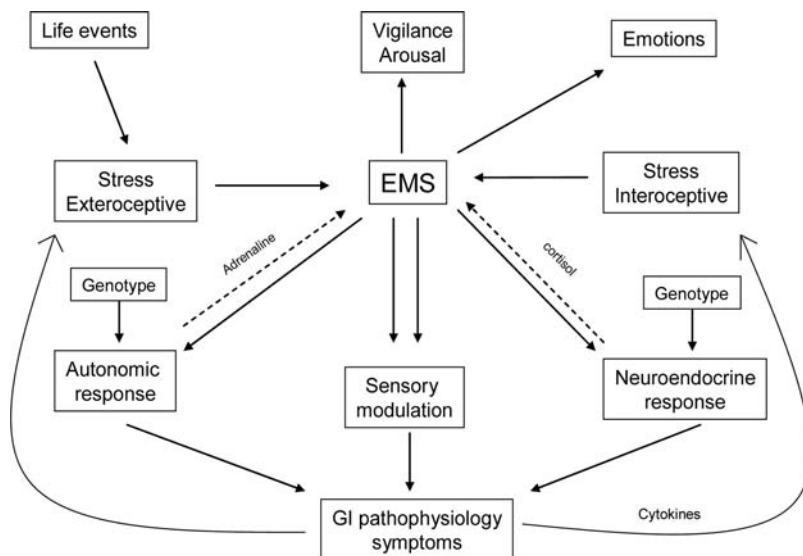 Life events
Vigilance
Arousal
Emotions
Stress
Exteroceptive
EMS
Stress
Interoceptive
Adrenaline
cortisol
Genotype
Genotype
Autonomic
response
Sensory
modulation
Neuroendocrine
response
GI pathophysiology
symptoms
Cytokines